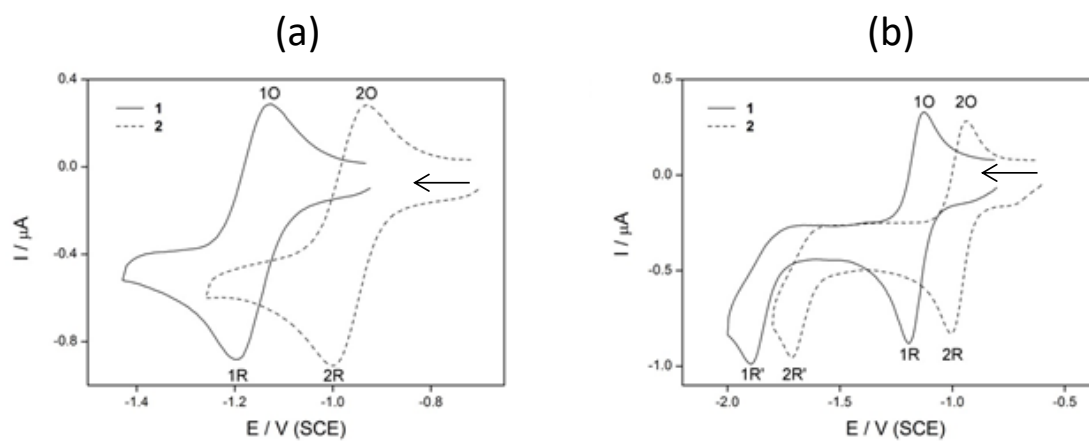 (a)
(b)
0.4
0.0
-0.4
-0.8
I / μA
1
2
1O
2O
1R
2R
-1.4
-1.2
-1.0
-0.8
E / V (SCE)
0.5
0.0
-0.5
-1.0
I / μA
1
2
1O
2O
1R
2R
1R'
2R'
-2.0
-1.5
-1.0
-0.5
E / V (SCE)